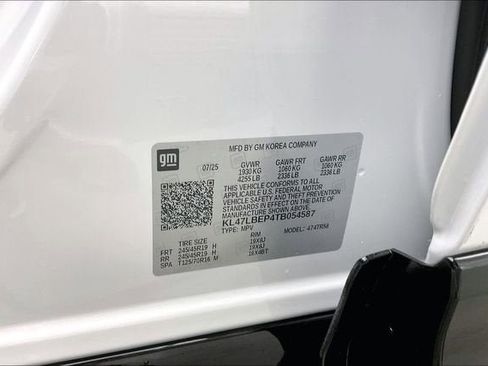 MFD BY GM KOREA COMPANY
gm
07/25 GVWR GAWR FRT GAWR RR
1930 KG 1060 KG 1060 KG
4255 LB 2336 LB 2336 LB
THIS VEHICLE CONFORMS TO ALL
APPLICABLE U.S. FEDERAL MOTOR
VEHICLE SAFETY AND THEFT
PREVENTION STANDARDS IN EFFECT ON
THE DATE OF MANUFACTURE SHOWN ABOVE.
KL47LBEP4TB054587
TYPE: MPV MODEL: 4747R58
TIRE SIZE RIM
FRT 245/45R19 H 19X8J
RR 245/45R19 H 19X8J
SPA T125/70R16 M 16X4BT